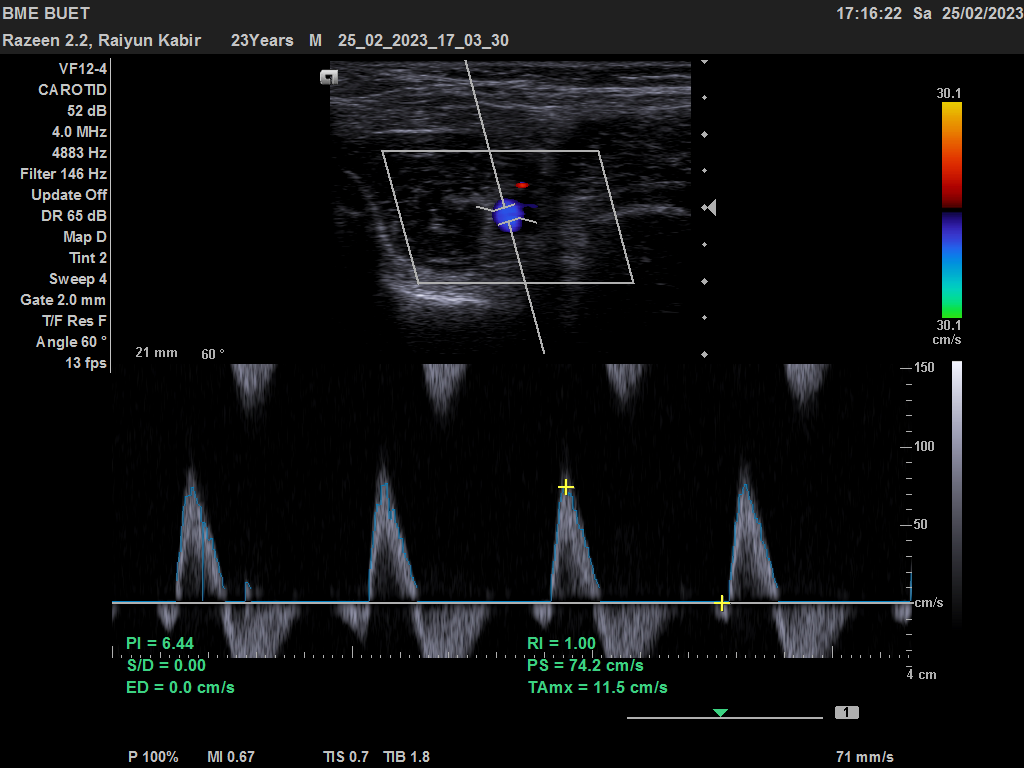 BME BUET 17:16:22 Sa 25/02/2023
Razeen 2.2, Raiyun Kabir 23Years M 25_02_2023_17_03_30
VF12-4
CAROTID
52 dB
4.0 MHz
4883 Hz
Filter 146 Hz
Update Off
DR 65 dB
Map D
Tint 2
Sweep 4
Gate 2.0 mm
T/F Res F
Angle 60 °
13 fps
21 mm 60 °
30.1
30.1
cm/s
150
100
50
cm/s
4 cm
PI = 6.44
S/D = 0.00
ED = 0.0 cm/s
RI = 1.00
PS = 74.2 cm/s
TAmx = 11.5 cm/s
1
P 100% MI 0.67 TIS 0.7 TIB 1.8 71 mm/s